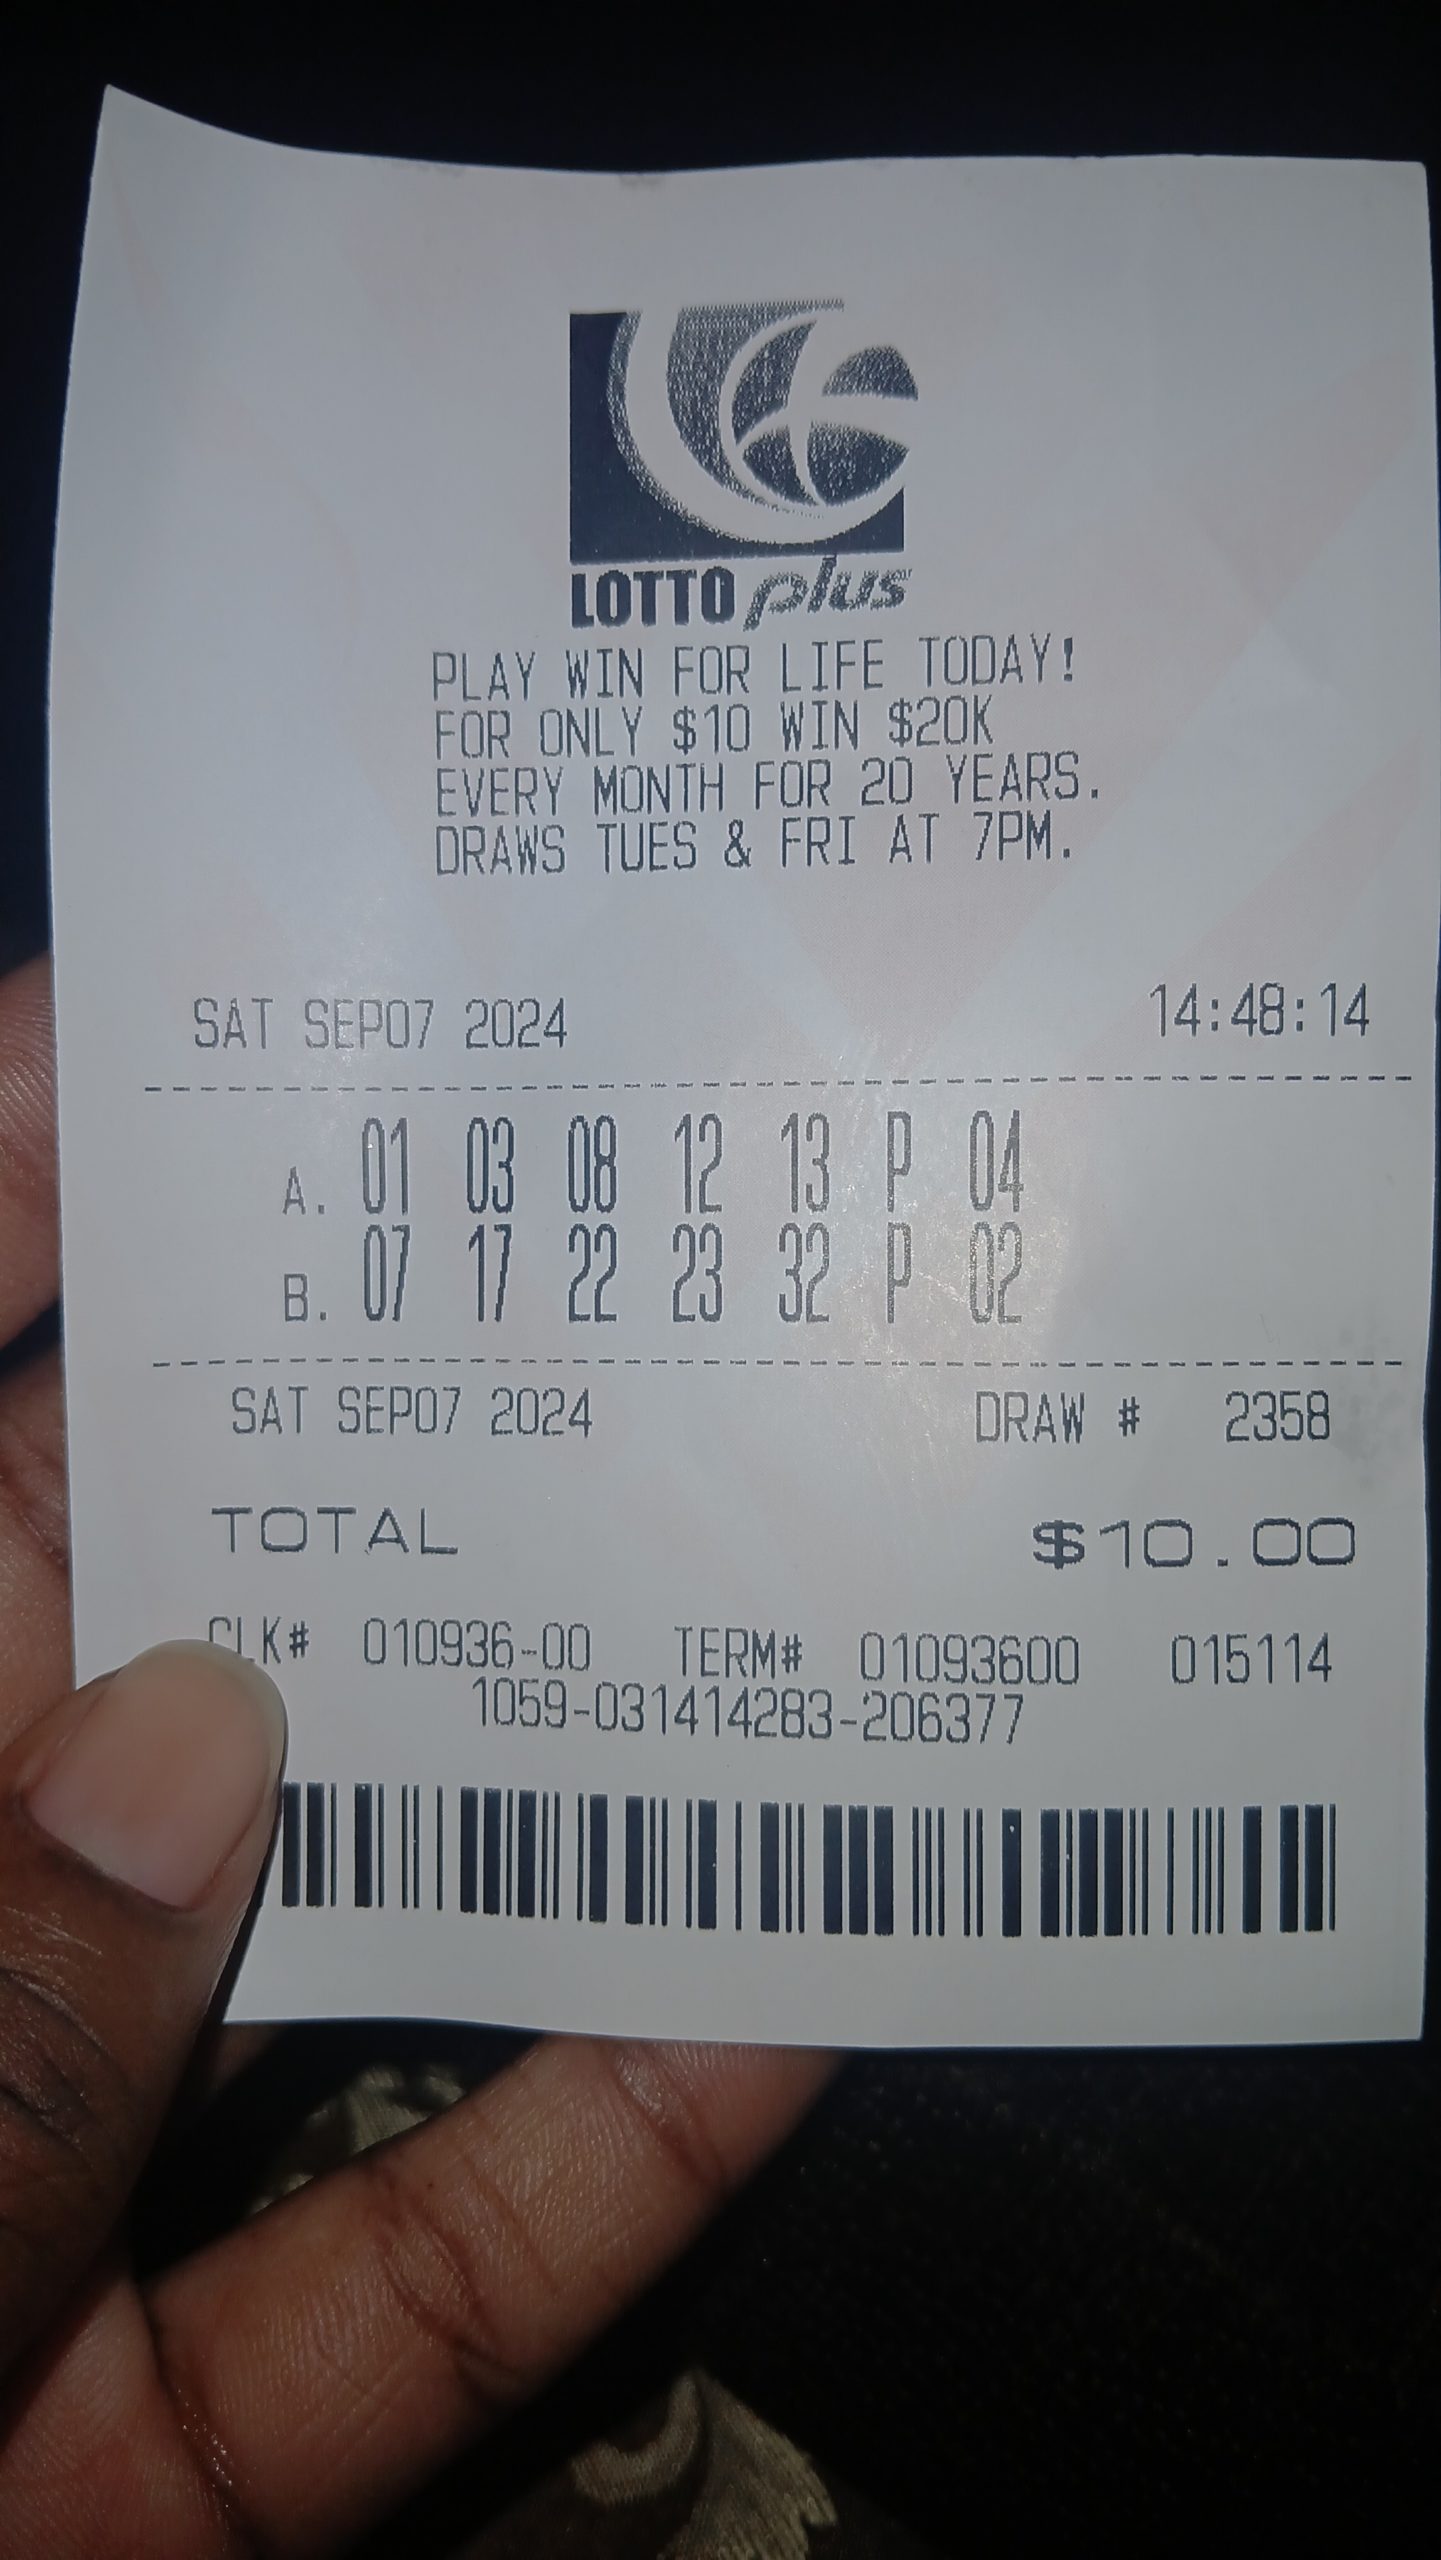 LOTTO plus
PLAY WIN FOR LIFE TODAY!
FOR ONLY $10 WIN $20K
EVERY MONTH FOR 20 YEARS.
DRAWS TUES & FRI AT 7PM.
SAT SEP07 2024 14:48:14
A. 01 03 08 12 13 P 04
B. 07 17 22 23 32 P 02
SAT SEP07 2024 DRAW # 2358
TOTAL $10.00
CLK# 010936-00 TERM# 01093600 015114
1059-031414283-206377